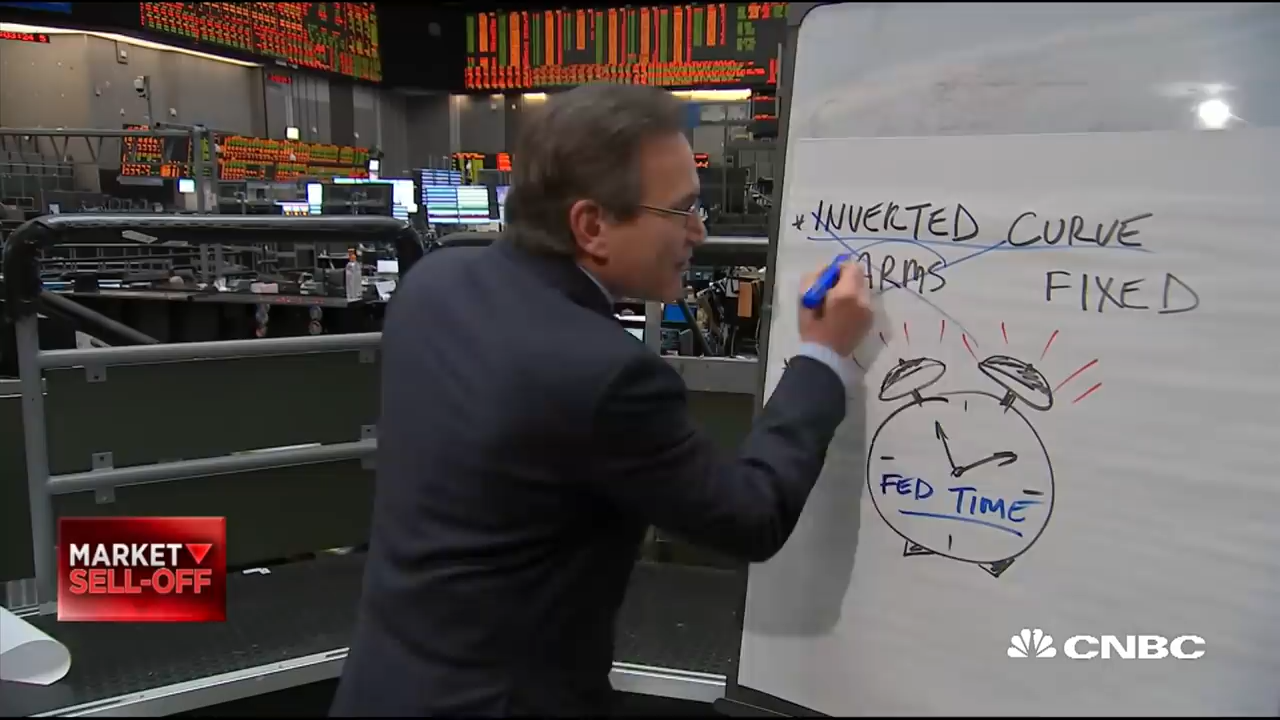 * INVERTED CURVE
ARMS FIXED
FED TIME
MARKET
SELL-OFF
CNBC